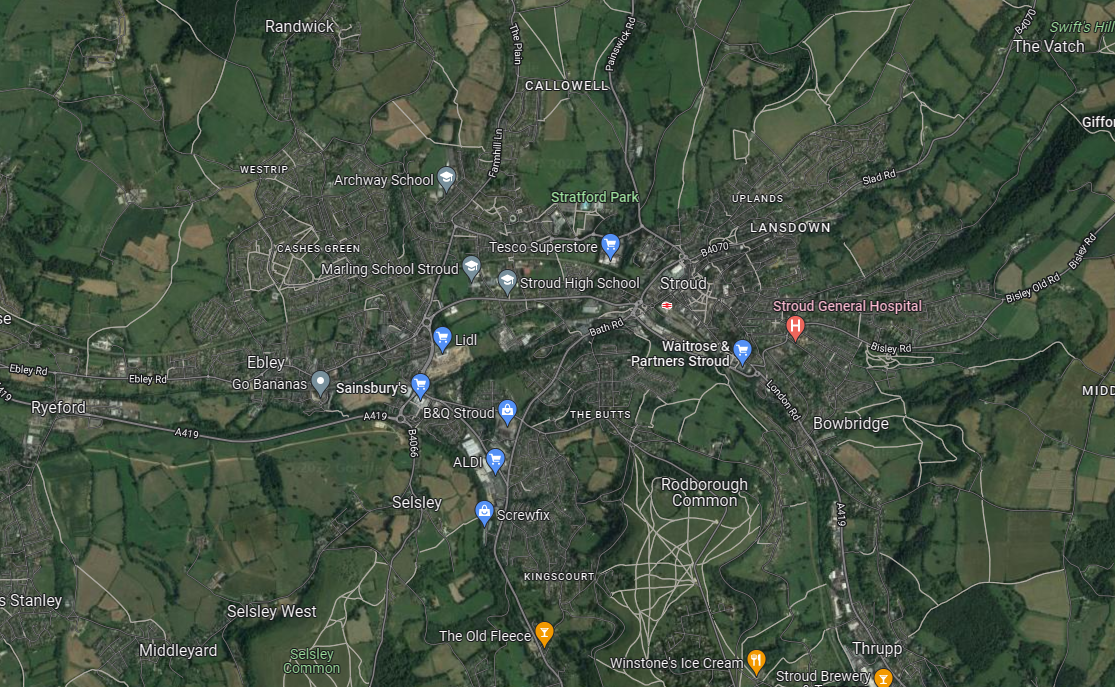 Randwick
The Plain
Painswick Rd
B4070
Swift's Hill
The Vatch
CALLOWELL
Giffo
Farmhill Ln
WESTRIP
Archway School
Slad Rd
Stratford Park
UPLANDS
LANSDOWN
CASHES GREEN
Tesco Superstore
B4070
Bisley Rd
Marling School Stroud
Stroud High School
Stroud
Bisley Old Rd
Stroud General Hospital
H
se
Bath Rd
Lidl
Waitrose &
Partners Stroud
Bisley Rd
Ebley
Ebley Rd
Ebley Rd
Go Bananas
Sainsbury's
London Rd
MIDD
A419
Ryeford
B&Q Stroud
THE BUTTS
A419
A419
Bowbridge
B4066
ALDI
Rodborough
Common
Selsley
Screwfix
A419
KINGSCOURT
s Stanley
Selsley West
The Old Fleece
Middleyard
Selsley
Common
Thrupp
Winstone's Ice Cream
Stroud Brewery